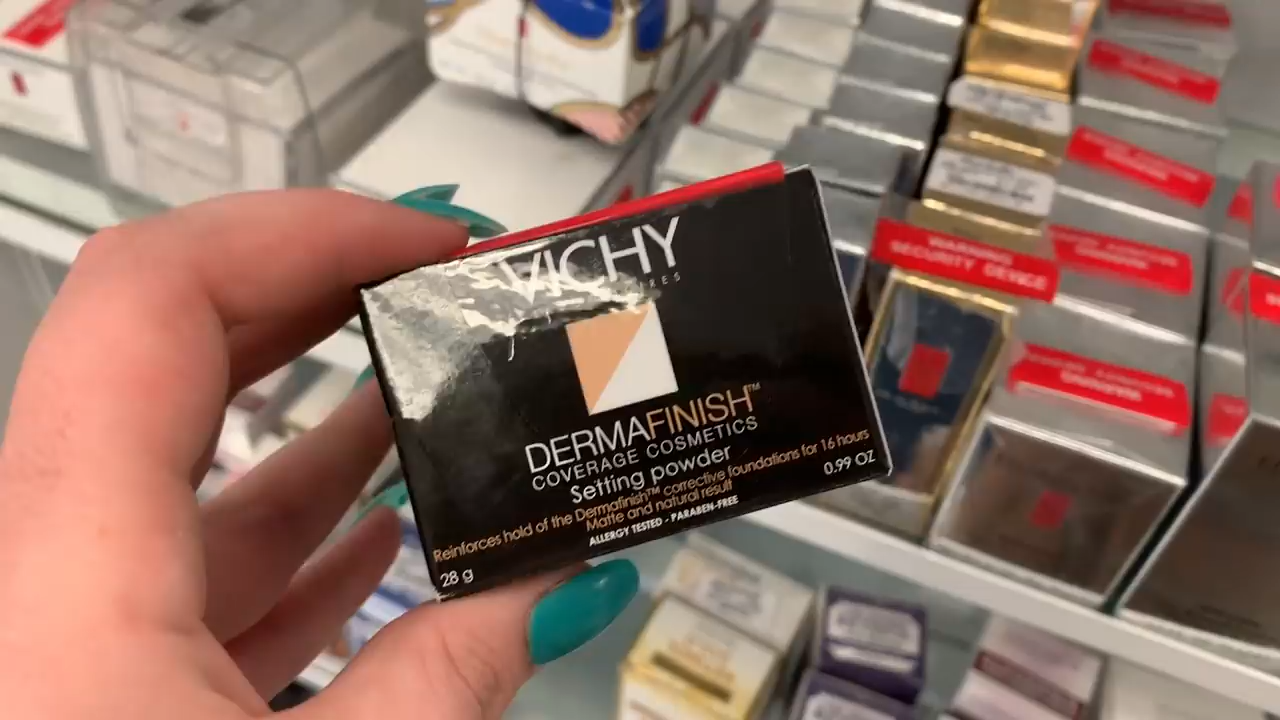 VICHY
DERMAFINISH™
COVERAGE COSMETICS
Setting powder
Reinforces hold of the Dermafinish™ corrective foundations for 16 hours
Matte and natural result
ALLERGY TESTED - PARABEN-FREE
28 g
0.99 OZ
WARNING
SECURITY DEVICE